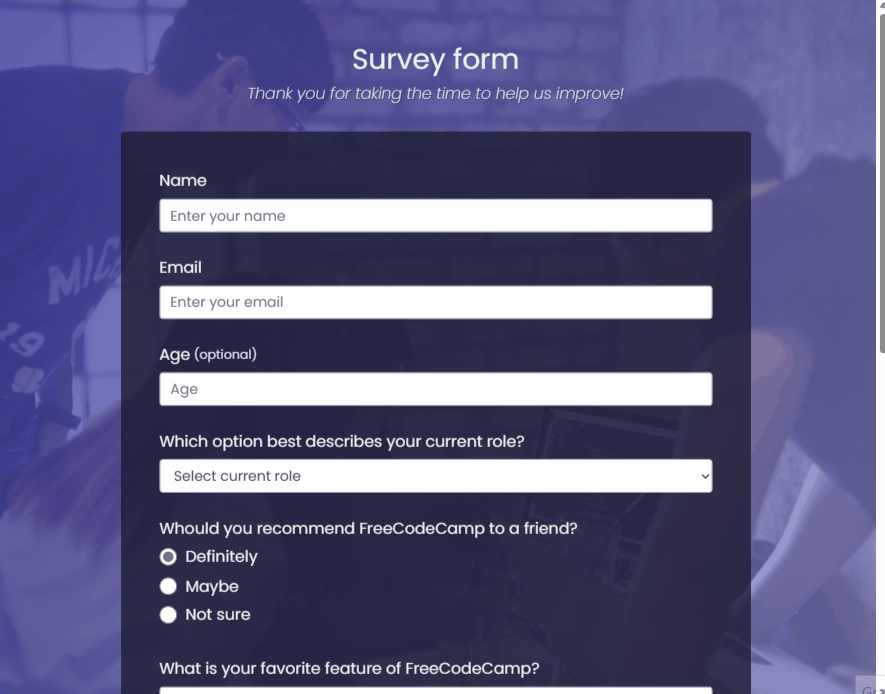 Survey form
Thank you for taking the time to help us improve!
Name
Enter your name
Email
Enter your email
Age (optional)
Age
Which option best describes your current role?
Select current role
Whould you recommend FreeCodeCamp to a friend?
Definitely
Maybe
Not sure
What is your favorite feature of FreeCodeCamp?